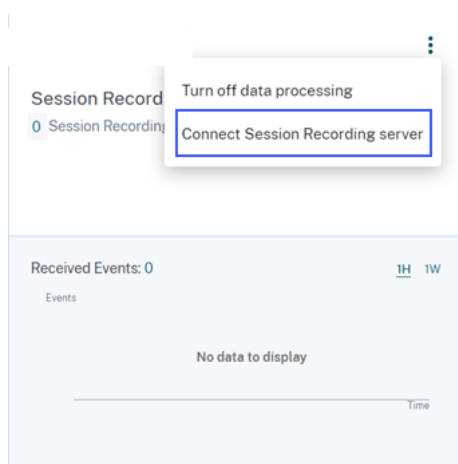 Turn off data processing
Session Record
0 Session Recording
Connect Session Recording server
Received Events: 0
1H 1W
Events
No data to display
Time